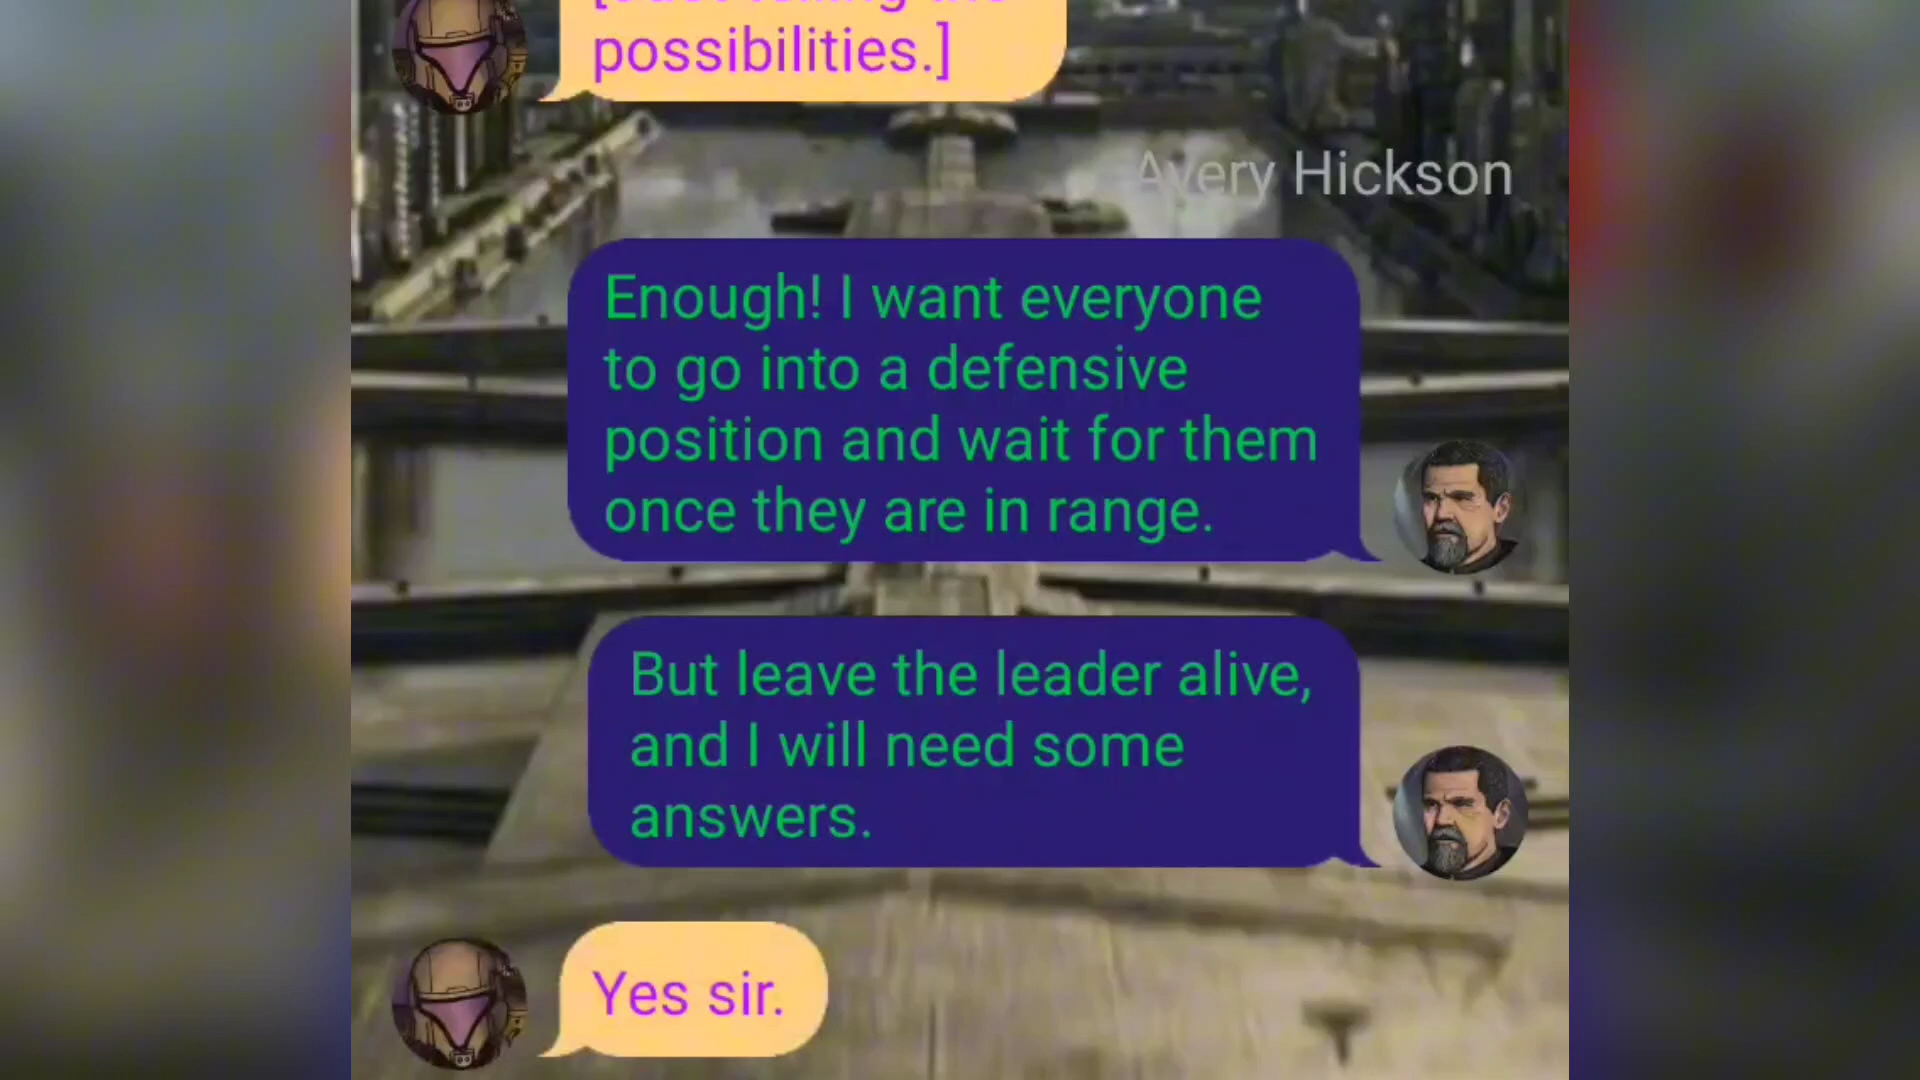 possibilities.]
Avery Hickson
Enough! I want everyone
to go into a defensive
position and wait for them
once they are in range.
But leave the leader alive,
and I will need some
answers.
Yes sir.